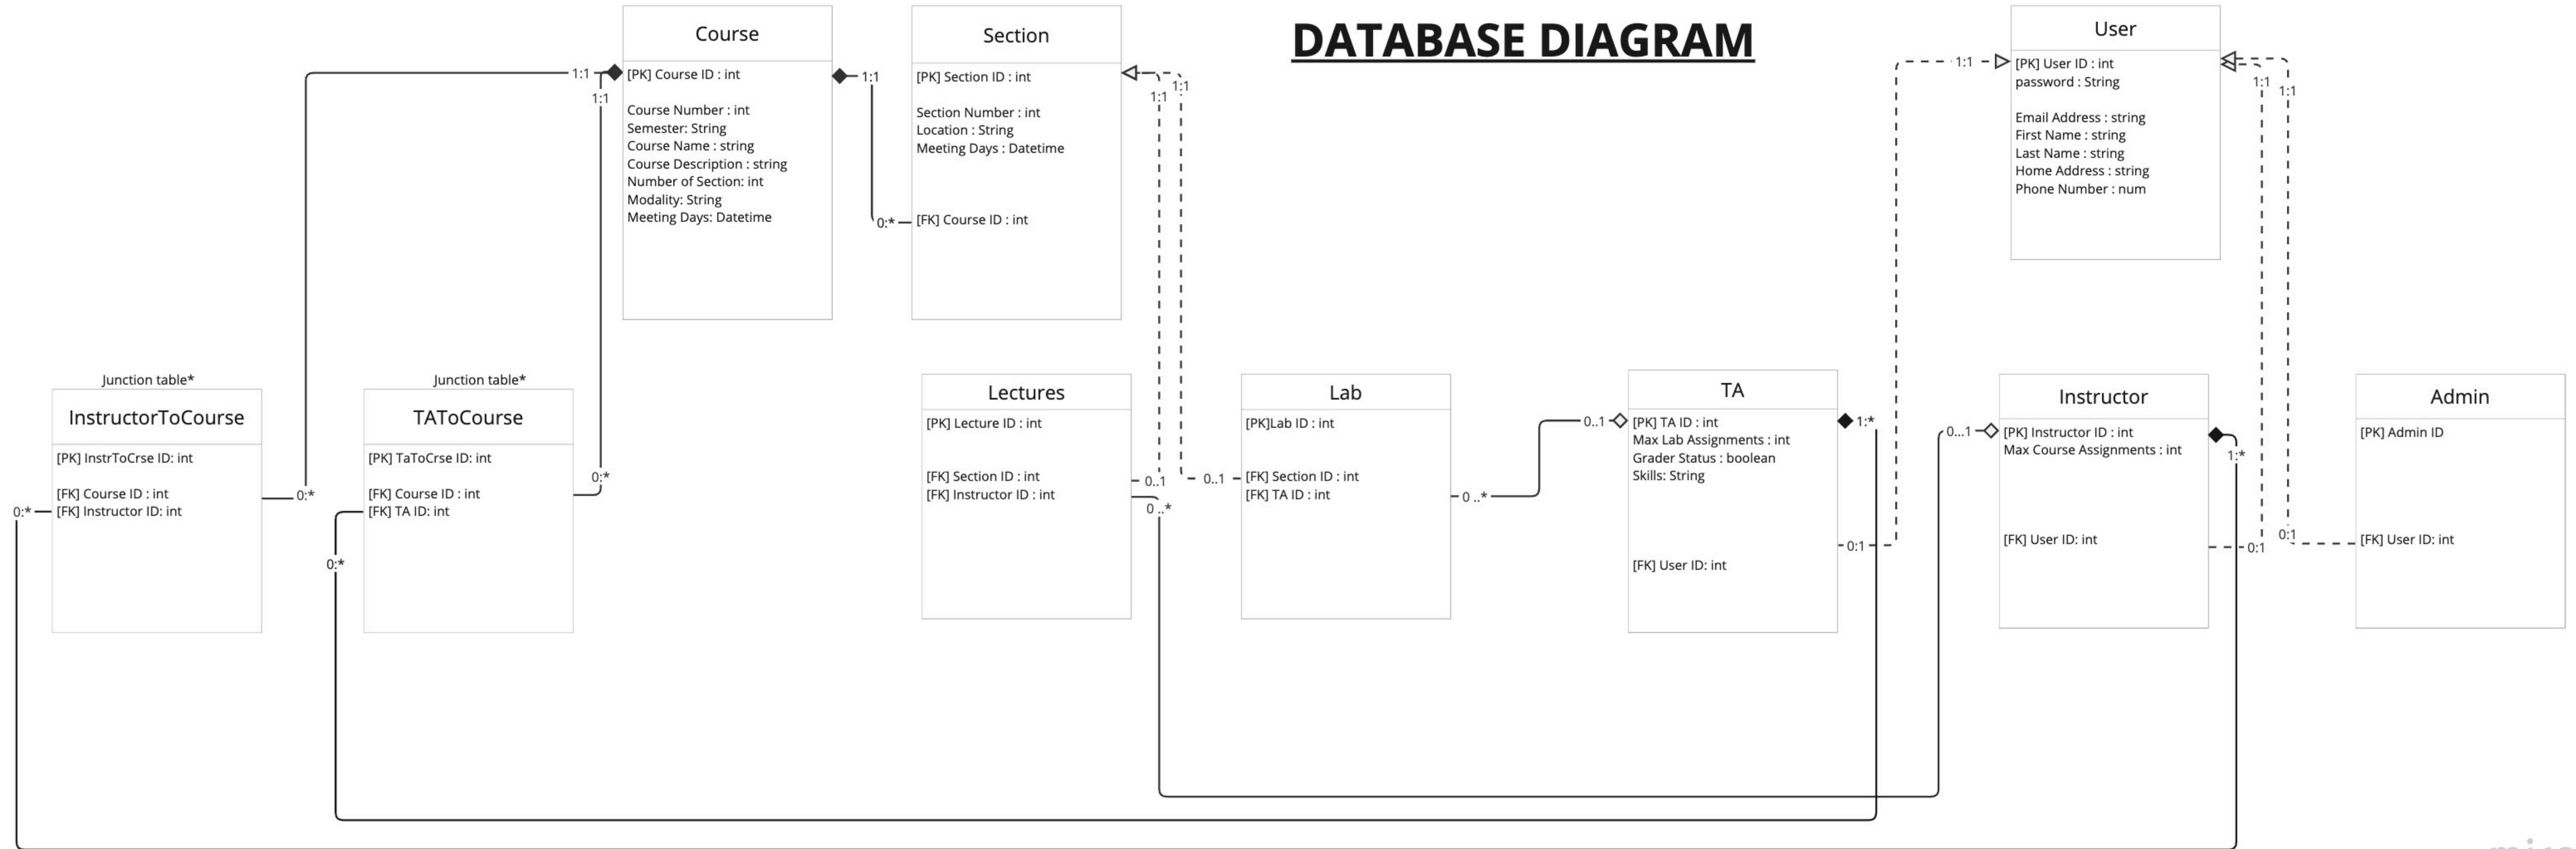 DATABASE DIAGRAM
Course
[PK] Course ID : int
Course Number : int
Semester: String
Course Name : string
Course Description : string
Number of Section: int
Modality: String
Meeting Days: Datetime
1:1
1:1
1:1
0:*
Section
[PK] Section ID : int
Section Number : int
Location : String
Meeting Days : Datetime
[FK] Course ID : int
1:1
1:1
User
[PK] User ID : int
password : String
Email Address : string
First Name : string
Last Name : string
Home Address : string
Phone Number : num
1:1
1:1
1:1
Junction table*
InstructorToCourse
[PK] InstrToCrse ID: int
[FK] Course ID : int
[FK] Instructor ID: int
0:*
0:*
Junction table*
TAToCourse
[PK] TaToCrse ID: int
[FK] Course ID : int
[FK] TA ID: int
0:*
0:*
Lectures
[PK] Lecture ID : int
[FK] Section ID : int
[FK] Instructor ID : int
0..1
0 ..*
Lab
[PK]Lab ID : int
[FK] Section ID : int
[FK] TA ID : int
0..1
0 ..*
TA
[PK] TA ID : int
Max Lab Assignments : int
Grader Status : boolean
Skills: String
[FK] User ID: int
0..1
1:*
0:1
Instructor
[PK] Instructor ID : int
Max Course Assignments : int
[FK] User ID: int
0...1
1:*
0:1
Admin
[PK] Admin ID
[FK] User ID: int
0:1